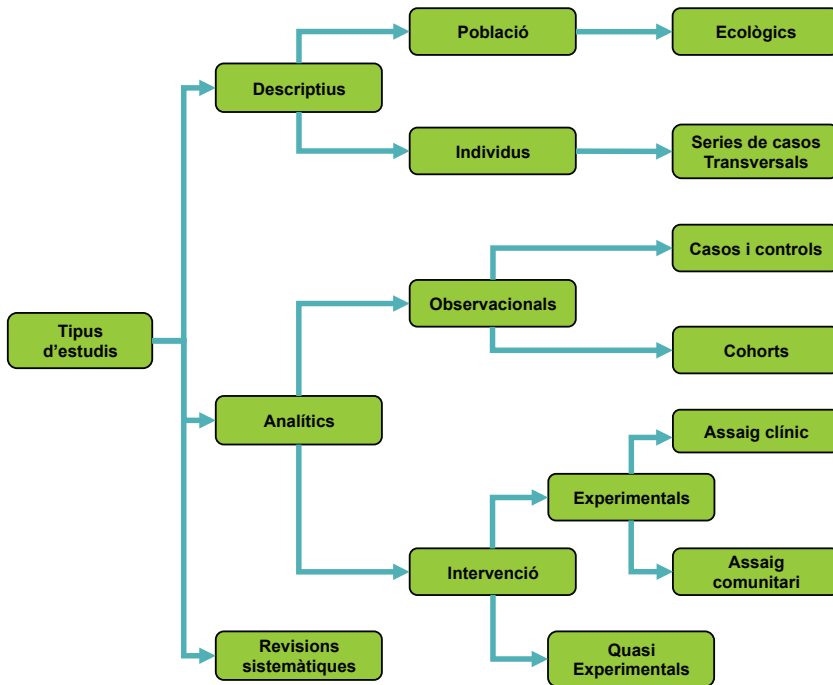 Població
Ecològics
Descriptius
Individus
Series de casos
Transversals
Casos i controls
Observacionals
Tipus
d’estudis
Cohorts
Analítics
Assaig clínic
Experimentals
Intervenció
Assaig
comunitari
Revisions
sistemàtiques
Quasi
Experimentals